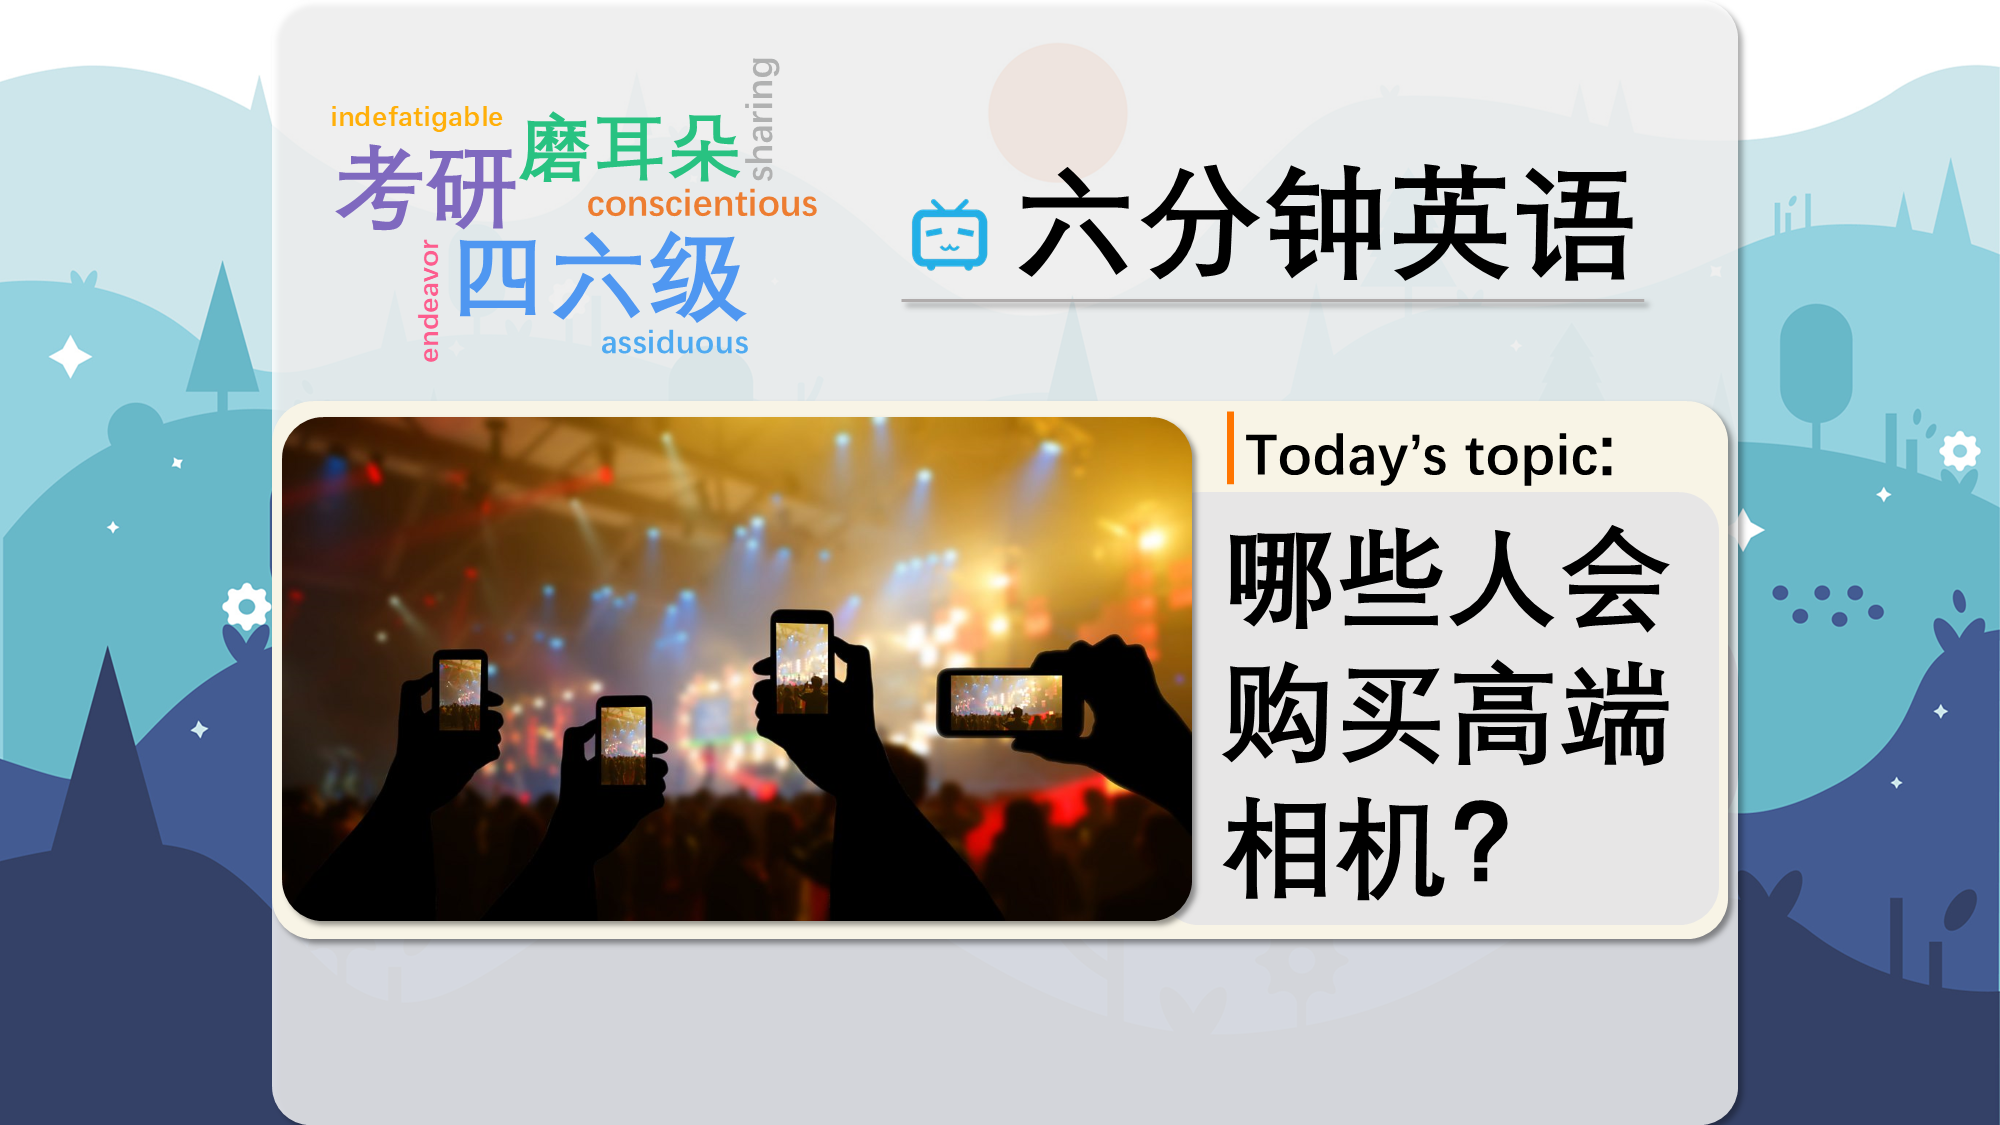 indefatigable
磨耳朵
sharing
考研
conscientious
四六级
endeavor
assiduous
六分钟英语
Today’s topic:
哪些人会
购买高端
相机?